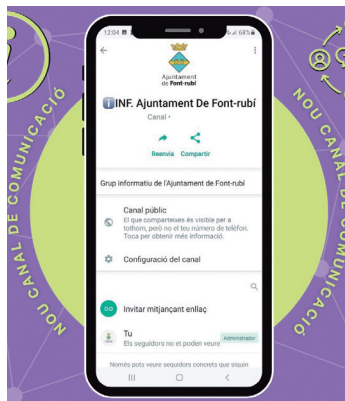 12:04
68%
Ajuntament
de Font-rubí
INF. Ajuntament De Font-rubí
Canal •
Reenvia Compartir
Grup informatiu de l'Ajuntament de Font-rubí
Canal públic
El que comparteixes és visible per a
tothom, però no el teu número de telèfon.
Toca per obtenir més informació.
Configuració del canal
Invitar mitjançant enllaç
Tu
Els seguidors no et poden veure
Administrador
Només pots veure seguidors concrets que siguin
NOU CANAL DE COMUNICACIÓ
NOU CANAL DE COMUNICACIÓ